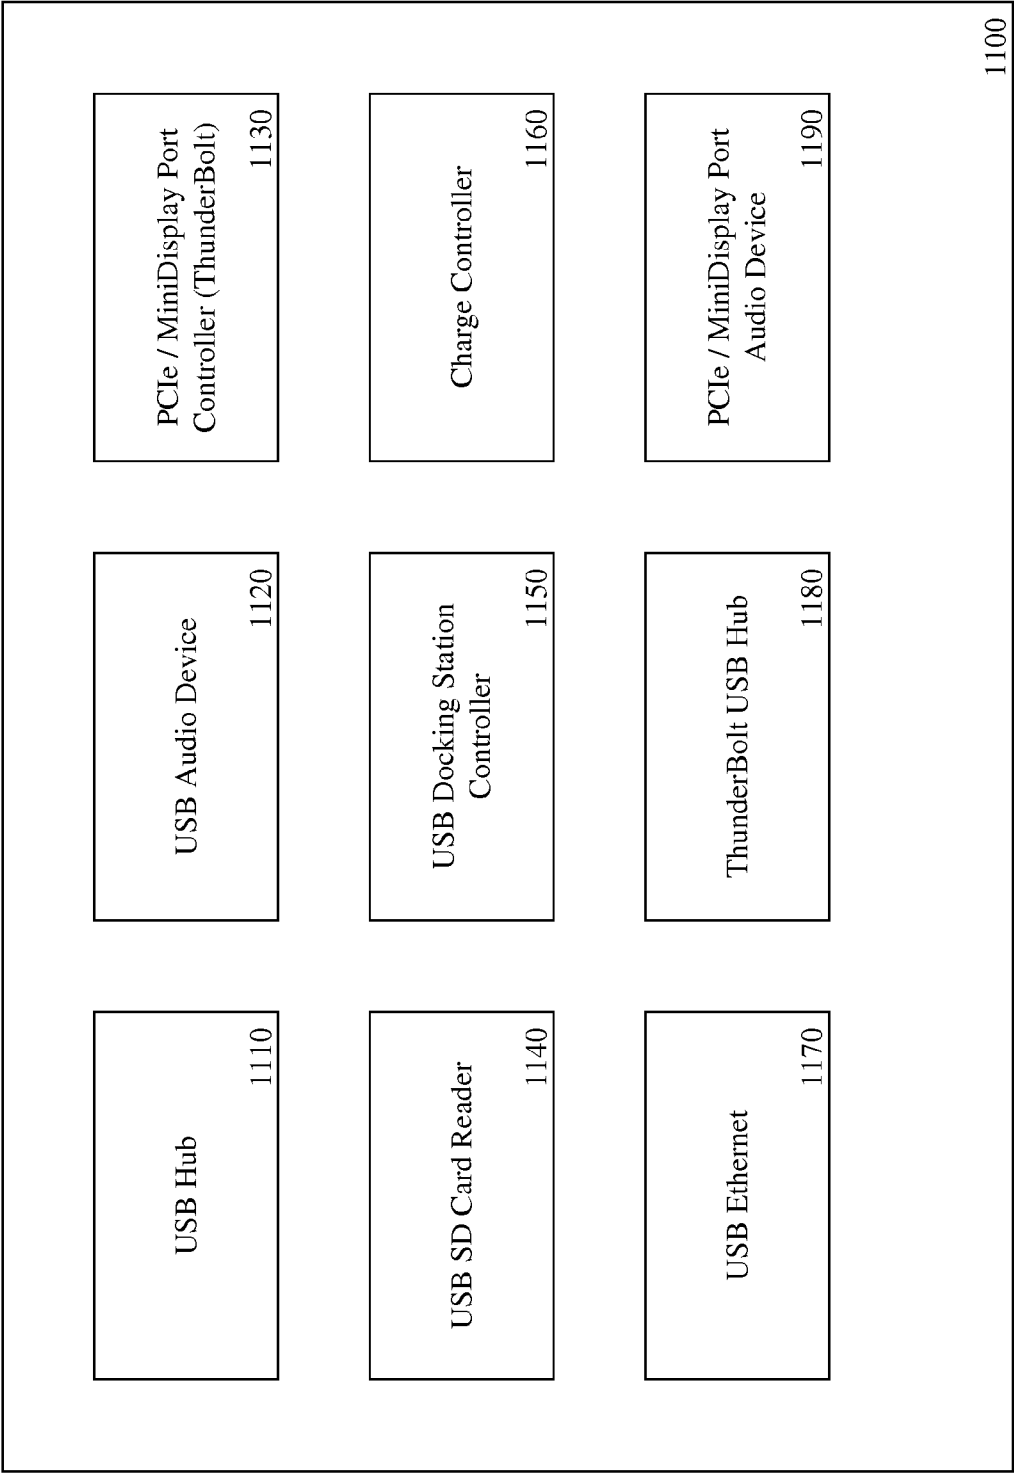 USB Hub
1110
USB Audio Device
1120
PCIe / MiniDisplay Port
Controller (ThunderBolt)
1130
USB SD Card Reader
1140
USB Docking Station
Controller
1150
Charge Controller
1160
USB Ethernet
1170
ThunderBolt USB Hub
1180
PCIe / MiniDisplay Port
Audio Device
1190
1100